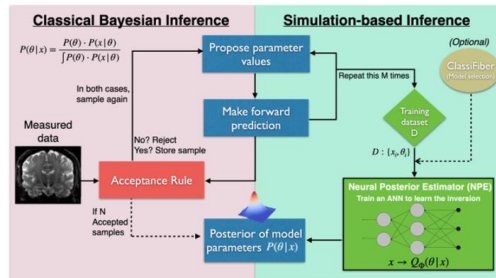 Classical Bayesian Inference
Simulation-based Inference
P(θ|x) = P(θ) · P(x|θ) / ∫P(θ) · P(x|θ)
Propose parameter
values
(Optional)
ClassiFiber
(Model selection)
Repeat this M times
In both cases,
sample again
Make forward
prediction
Training
dataset
D
Measured
data
No? Reject
Yes? Store sample
D : {xᵢ, θᵢ}
Acceptance Rule
Neural Posterior Estimator (NPE)
Train an ANN to learn the inversion
If N
Accepted
samples
Posterior of model
parameters P(θ|x)
x → QΦ(θ|x)